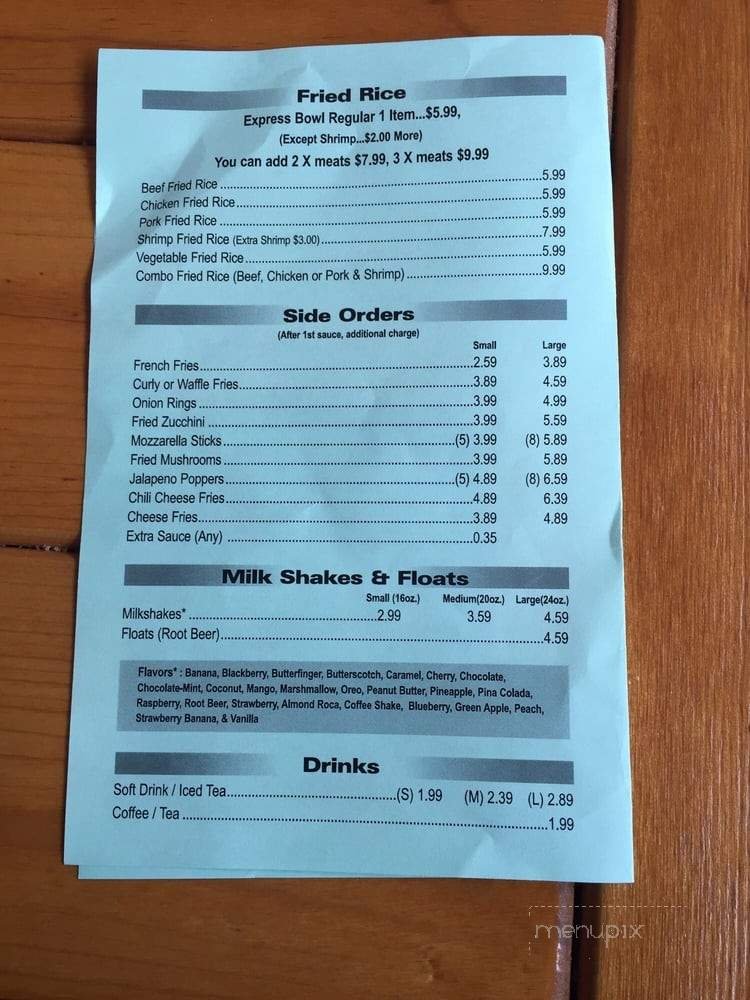 Fried Rice
Express Bowl Regular 1 Item...$5.99,
(Except Shrimp...$2.00 More)
You can add 2 X meats $7.99, 3 X meats $9.99
Beef Fried Rice 5.99
Chicken Fried Rice 5.99
Pork Fried Rice 5.99
Shrimp Fried Rice (Extra Shrimp $3.00) 7.99
Vegetable Fried Rice 5.99
Combo Fried Rice (Beef, Chicken or Pork & Shrimp) 9.99
Side Orders
(After 1st sauce, additional charge)
Small Large
French Fries 2.59 3.89
Curly or Waffle Fries 3.89 4.59
Onion Rings 3.99 4.99
Fried Zucchini 3.99 5.59
Mozzarella Sticks (5) 3.99 (8) 5.89
Fried Mushrooms 3.99 5.89
Jalapeno Poppers (5) 4.89 (8) 6.59
Chili Cheese Fries 4.89 6.39
Cheese Fries 3.89 4.89
Extra Sauce (Any) 0.35
Milk Shakes & Floats
Small (16oz.) Medium(20oz.) Large(24oz.)
Milkshakes* 2.99 3.59 4.59
Floats (Root Beer) 4.59
Flavors* : Banana, Blackberry, Butterfinger, Butterscotch, Caramel, Cherry, Chocolate,
Chocolate-Mint, Coconut, Mango, Marshmallow, Oreo, Peanut Butter, Pineapple, Pina Colada,
Raspberry, Root Beer, Strawberry, Almond Roca, Coffee Shake, Blueberry, Green Apple, Peach,
Strawberry Banana, & Vanilla
Drinks
Soft Drink / Iced Tea (S) 1.99 (M) 2.39 (L) 2.89
Coffee / Tea 1.99
menupix